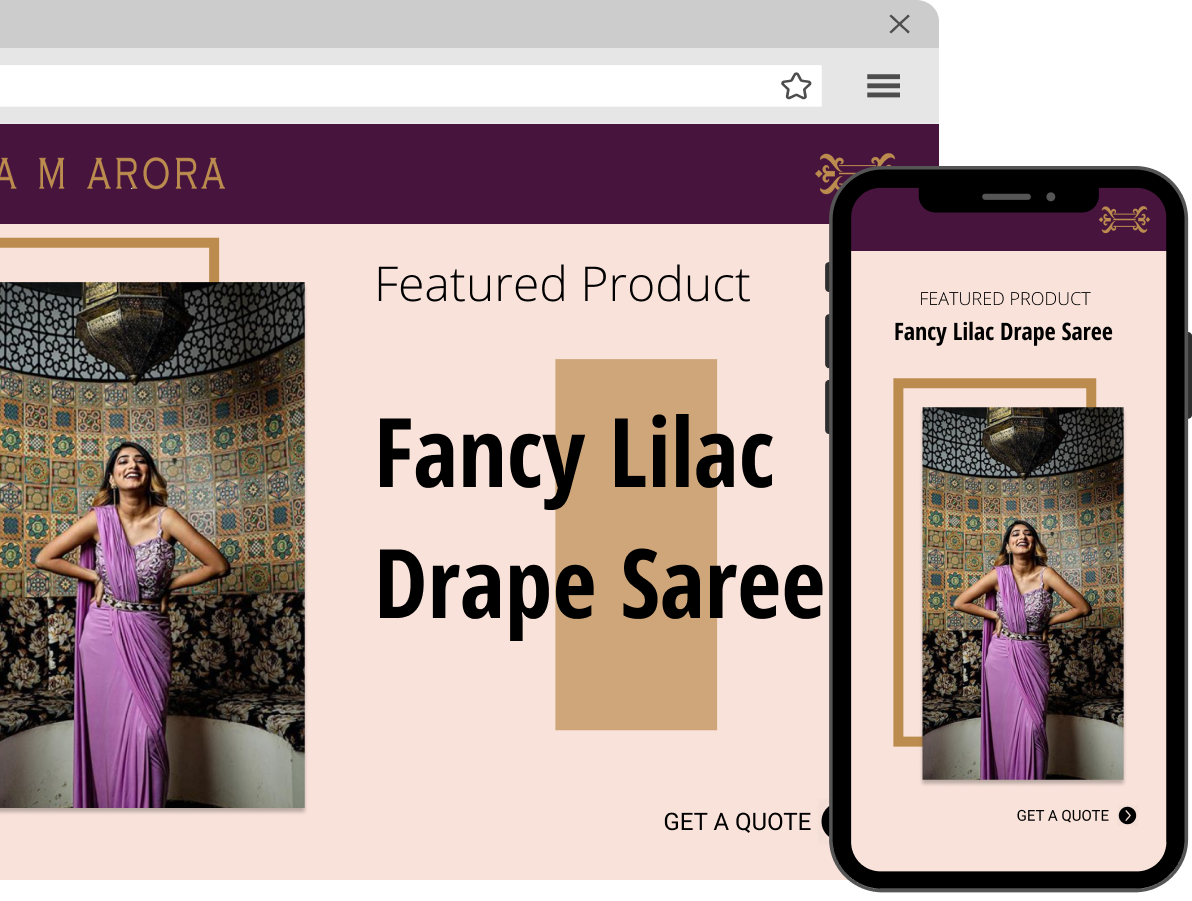 A M ARORA
Featured Product
Fancy Lilac
Drape Saree
GET A QUOTE
FEATURED PRODUCT
Fancy Lilac Drape Saree
GET A QUOTE